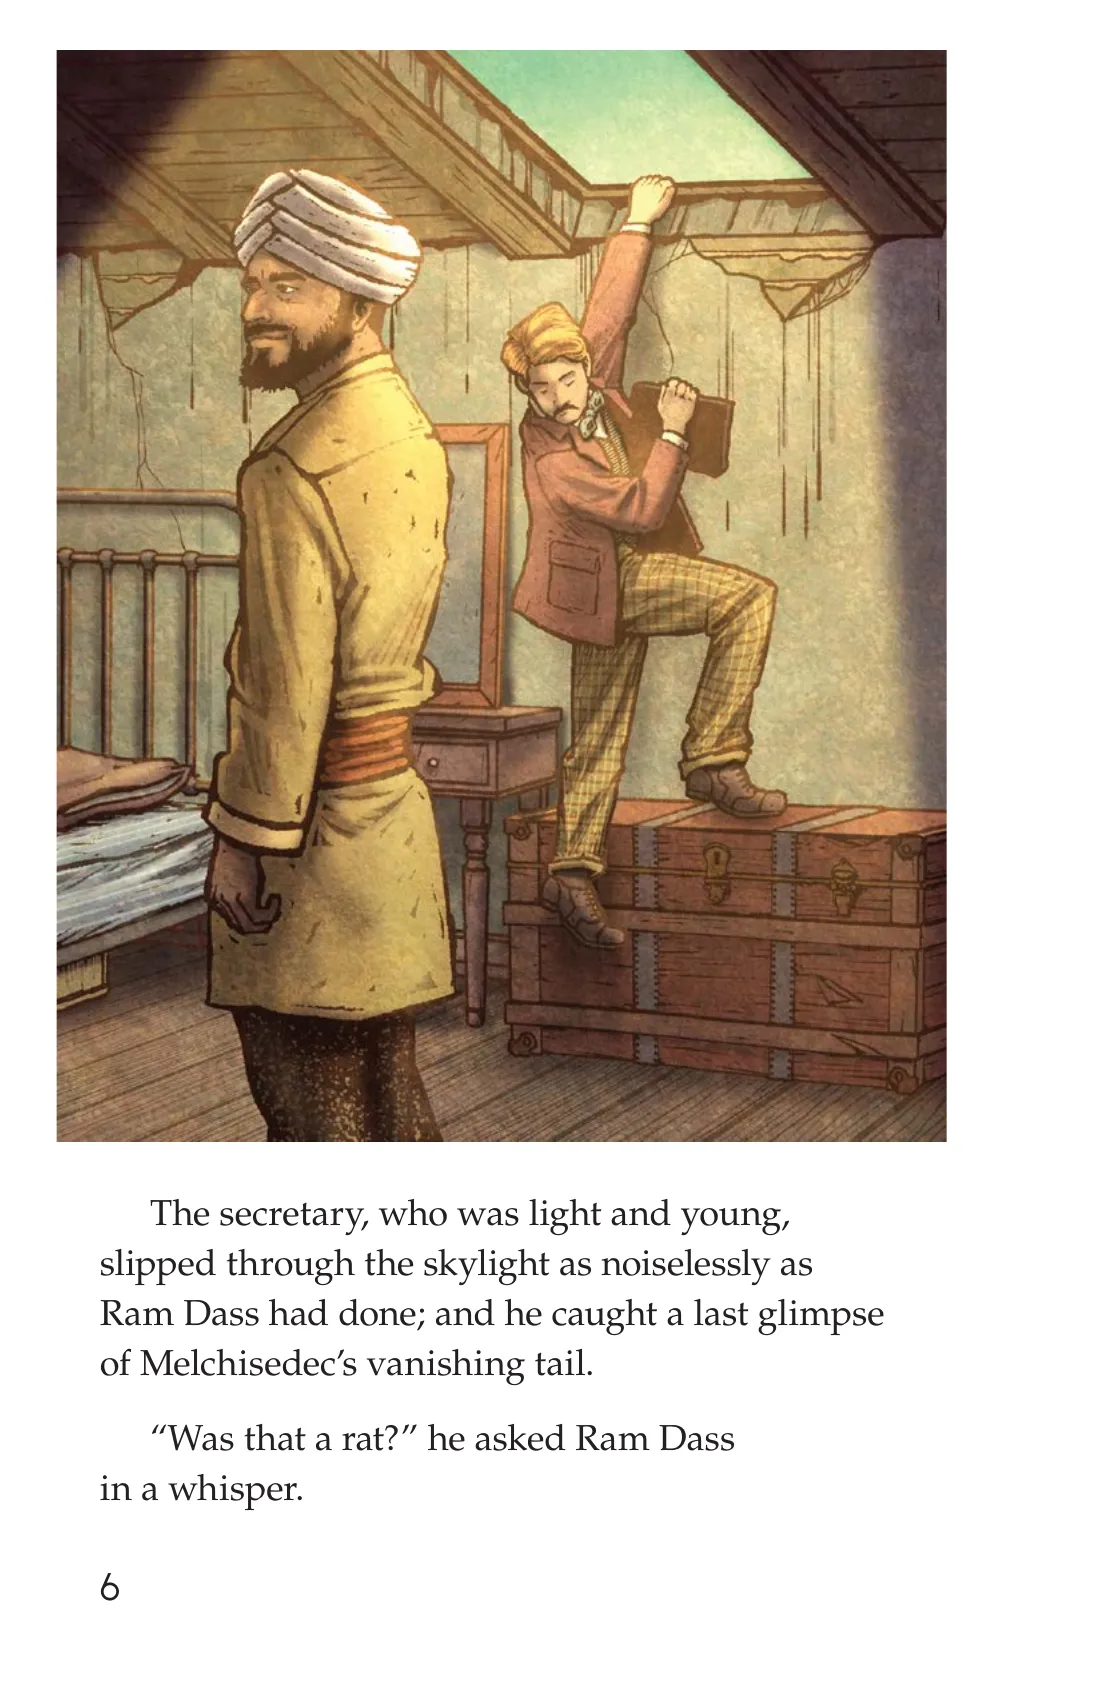 The secretary, who was light and young,
slipped through the skylight as noiselessly as
Ram Dass had done; and he caught a last glimpse
of Melchisedec’s vanishing tail.
“Was that a rat?” he asked Ram Dass
in a whisper.
6